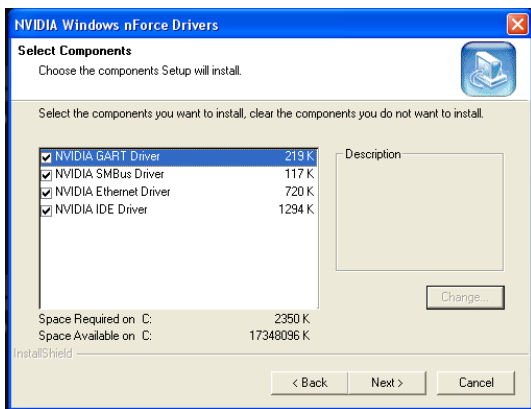 NVIDIA Windows nForce Drivers
Select Components
Choose the components Setup will install.
Select the components you want to install, clear the components you do not want to install.
NVIDIA GART Driver 219 K
NVIDIA SMBus Driver 117 K
NVIDIA Ethernet Driver 720 K
NVIDIA IDE Driver 1294 K
Description
Change...
Space Required on C: 2350 K
Space Available on C: 17348096 K
InstallShield
< Back Next > Cancel